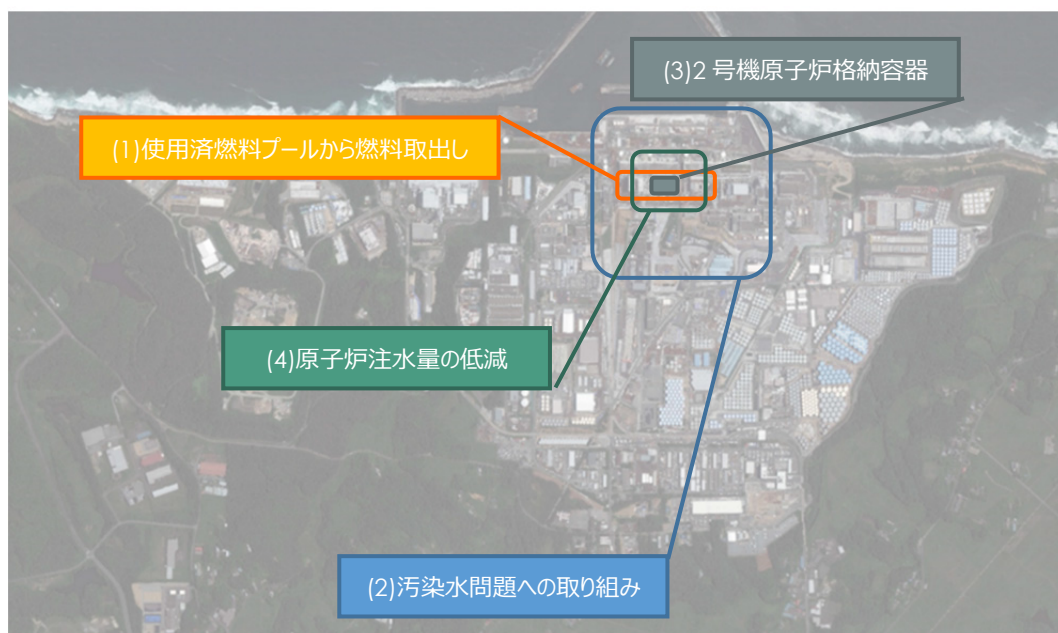 (3)2 号機原子炉格納容器
(1)使用済燃料プールから燃料取出し
(4)原子炉注水量の低減
(2)汚染水問題への取り組み